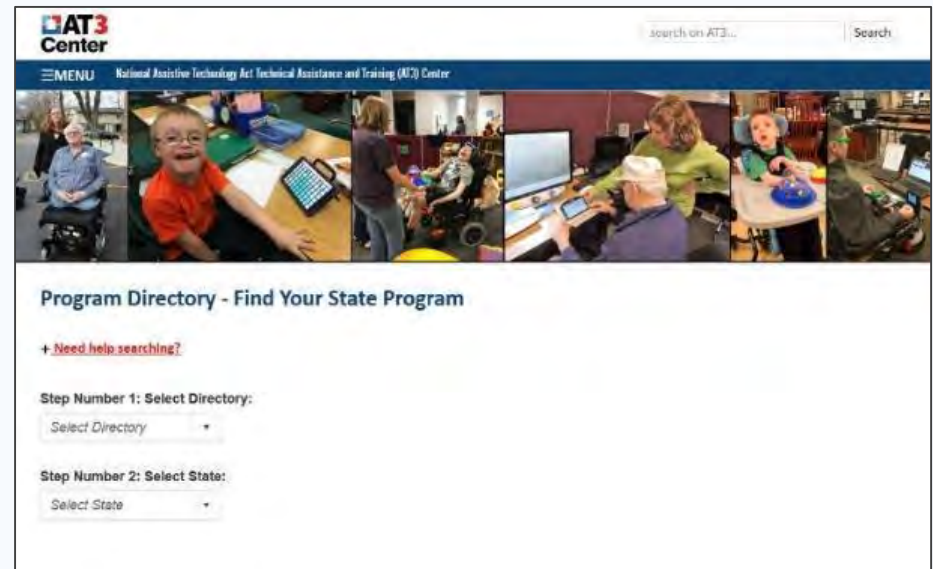 AT3
Center
search on AT3...
Search
MENU
National Assistive Technology Act Technical Assistance and Training (AT3) Center
Program Directory - Find Your State Program
+ Need help searching?
Step Number 1: Select Directory:
Select Directory
Step Number 2: Select State:
Select State